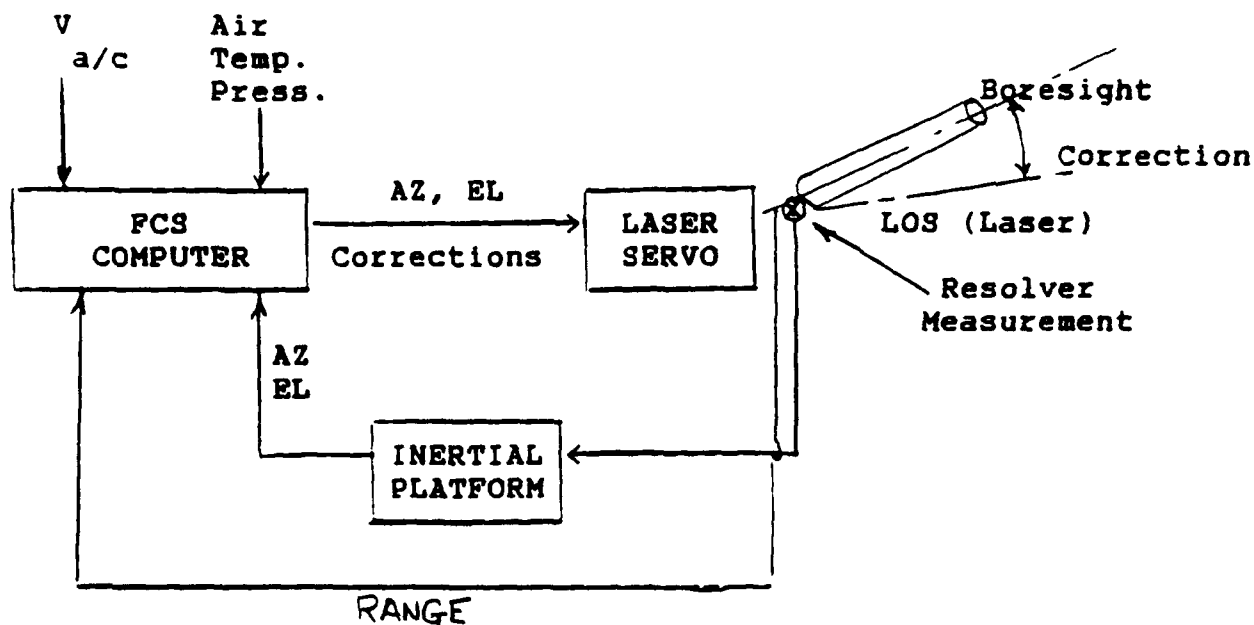 V
a/c
Air
Temp.
Press.
Boresight
Correction
FCS
COMPUTER
AZ, EL
Corrections
LASER
SERVO
LOS (Laser)
Resolver
Measurement
AZ
EL
INERTIAL
PLATFORM
RANGE